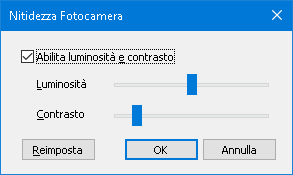 Nitidezza Fotocamera
Abilita luminosità e contrasto
Luminosità
Contrasto
Reimposta OK Annulla